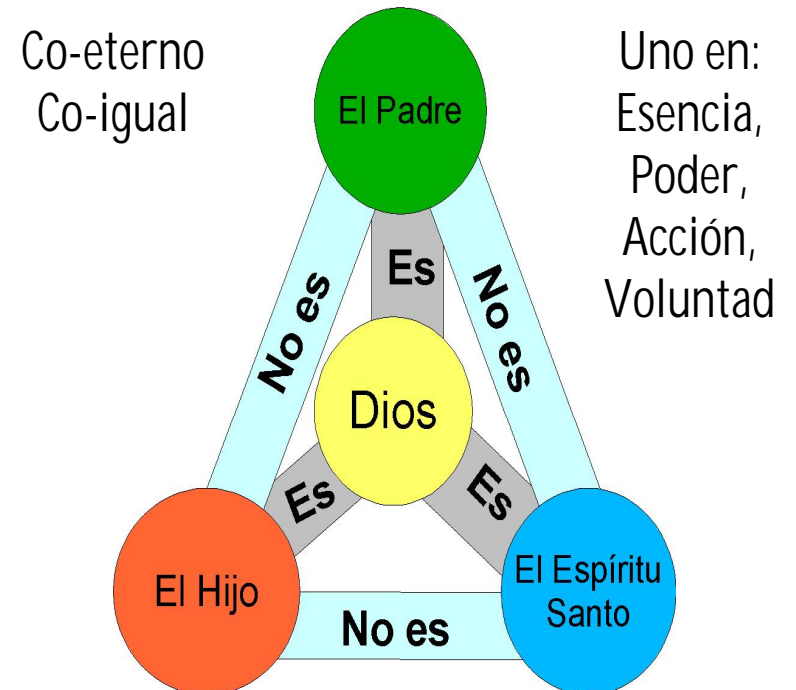 Co-eterno
Co-igual
Uno en:
Esencia,
Poder,
Acción,
Voluntad
El Padre
Es
No es
No es
Dios
Es
Es
El Hijo
No es
El Espíritu
Santo